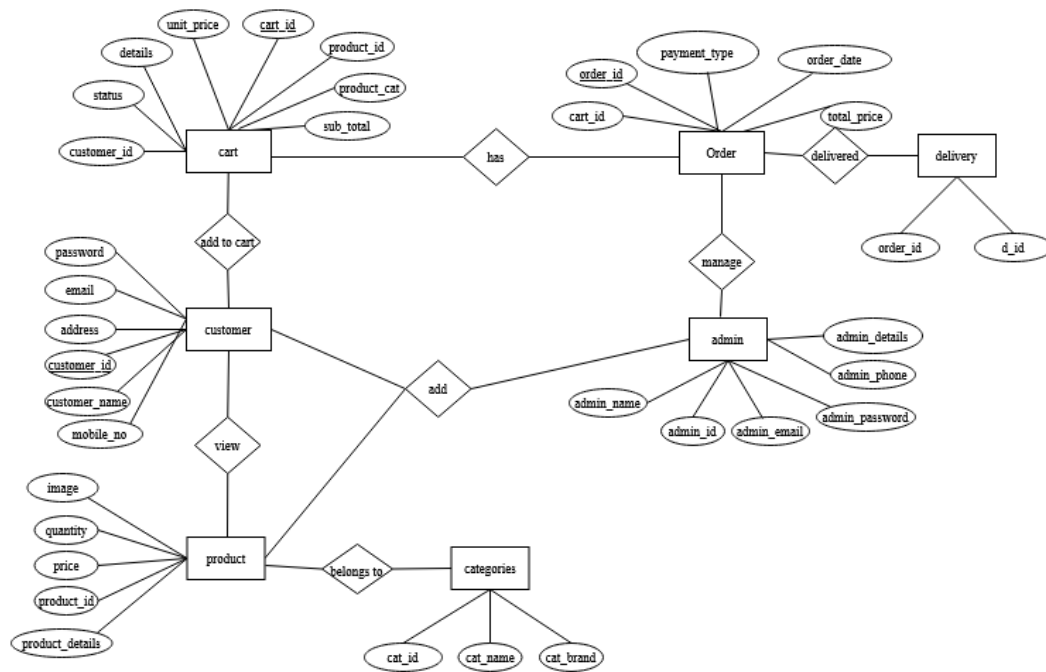 unit_price
cart_id
details
product_id
status
product_cat
sub_total
customer_id
cart
payment_type
order_date
order_id
cart_id
total_price
Order
has
delivered
delivery
order_id
d_id
add to cart
manage
password
email
address
customer_id
customer_name
mobile_no
customer
admin
admin_details
admin_phone
admin_password
admin_name
admin_id
admin_email
add
view
image
quantity
price
product_id
product_details
product
belongs to
categories
cat_id
cat_name
cat_brand